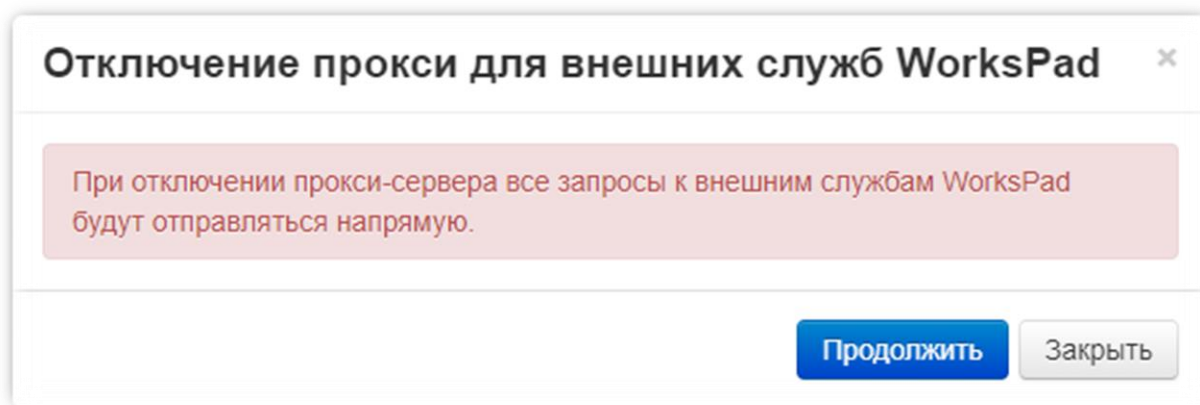 Отключение прокси для внешних служб WorksPad
×
При отключении прокси-сервера все запросы к внешним службам WorksPad
будут отправляться напрямую.
Продолжить Закрыть